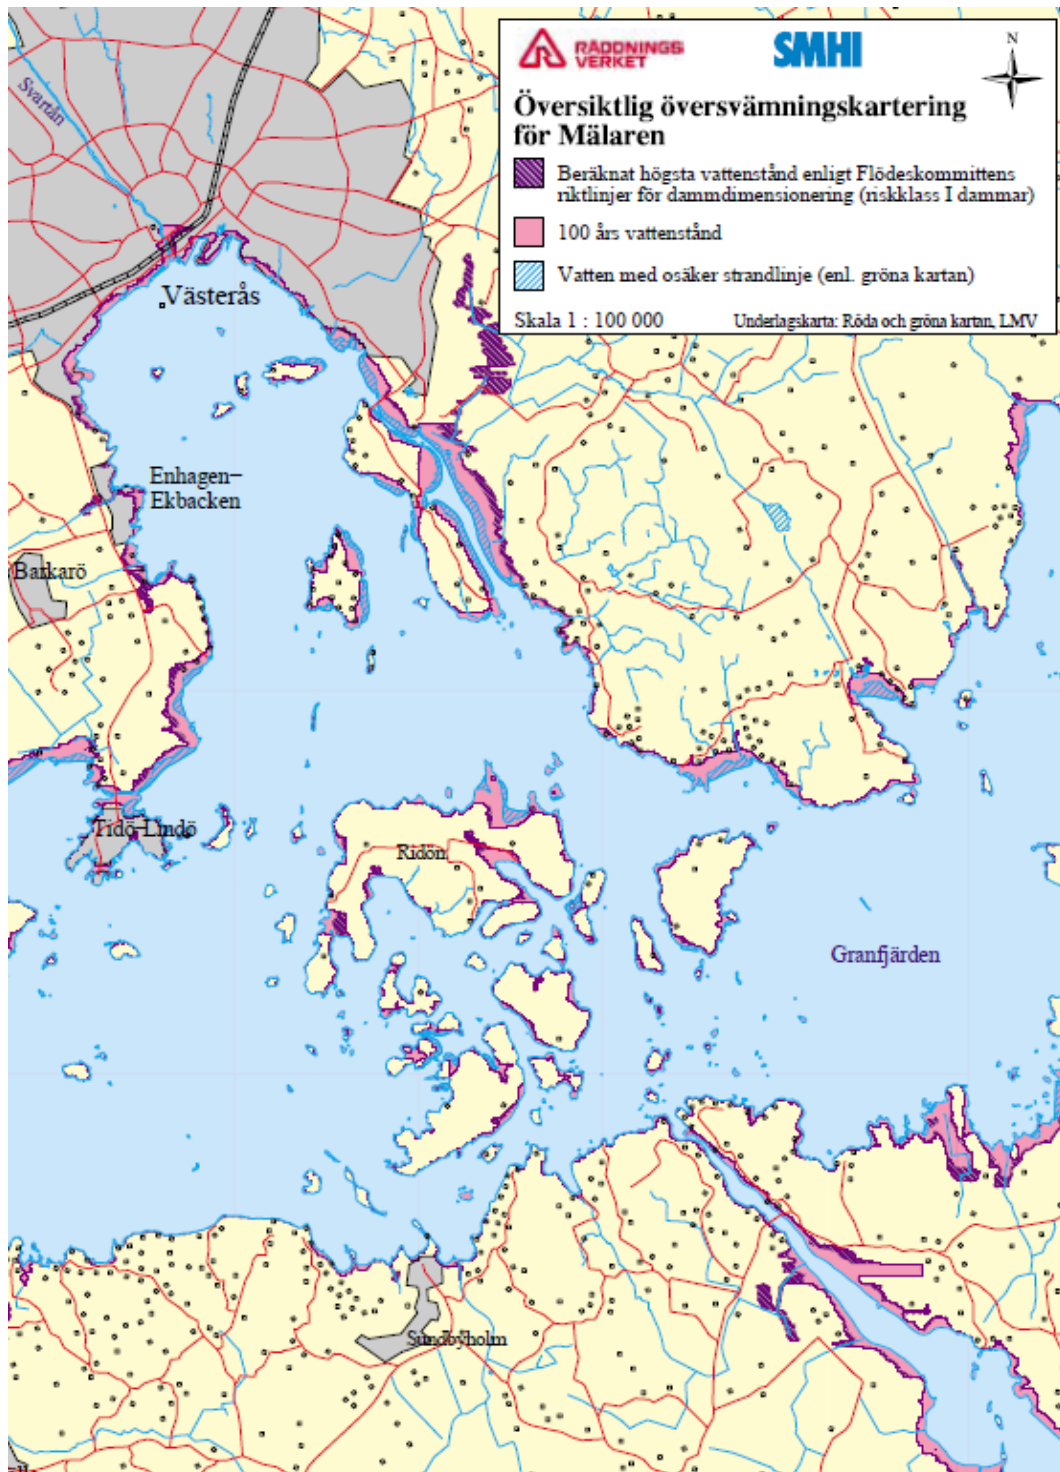 RÄDDNINGS
VERKET
SMHI
N
Översiktlig översvämningskartering
för Mälaren
Beräknat högsta vattenstånd enligt Flödeskommittens
riktlinjer för dammdimensionering (riskklass I dammar)
100 års vattenstånd
Vatten med osäker strandlinje (enl. gröna kartan)
Skala 1 : 100 000
Underlagskarta: Röda och gröna kartan, LMV
Svartån
Västerås
Enhagen–
Ekbacken
Barkarö
Tidö–Lindö
Ridön
Granfjärden
Sundbyholm